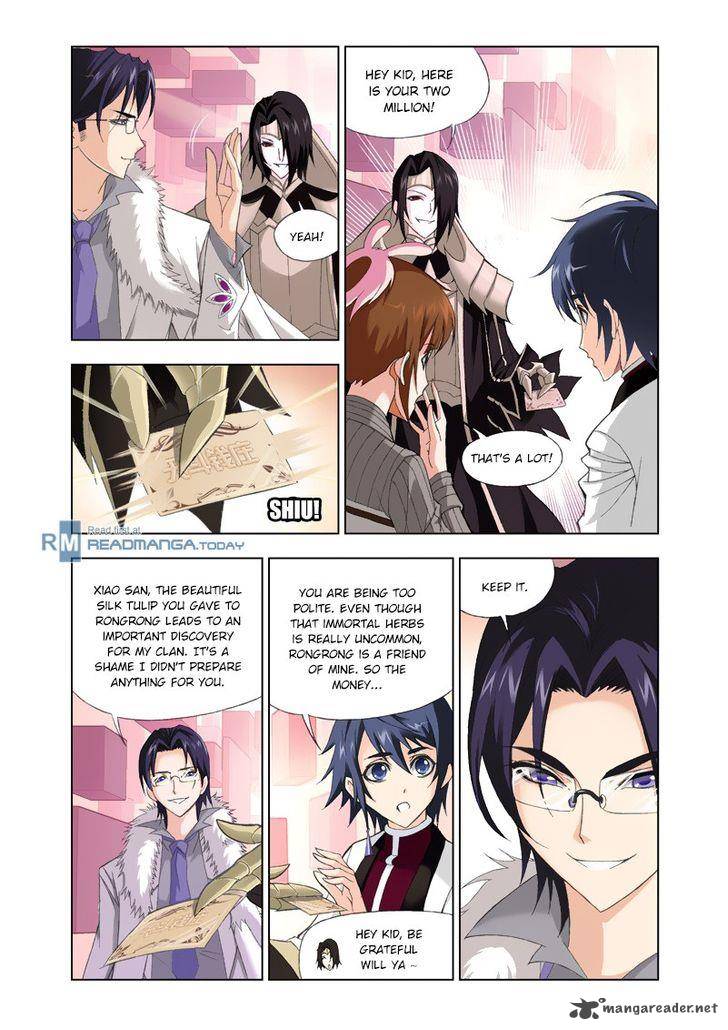 YEAH!
HEY KID, HERE
IS YOUR TWO
MILLION!
THAT'S A LOT!
SHIU!
RM
Read first at
READMANGA.TODAY
XIAO SAN, THE BEAUTIFUL
SILK TULIP YOU GAVE TO
RONGRONG LEADS TO AN
IMPORTANT DISCOVERY
FOR MY CLAN. IT'S A
SHAME I DIDN'T PREPARE
ANYTHING FOR YOU.
YOU ARE BEING TOO
POLITE. EVEN THOUGH
THAT IMMORTAL HERBS
IS REALLY UNCOMMON,
RONGRONG IS A FRIEND
OF MINE. SO THE
MONEY...
HEY KID, BE
GRATEFUL
WILL YA ~
KEEP IT.
mangareader.net